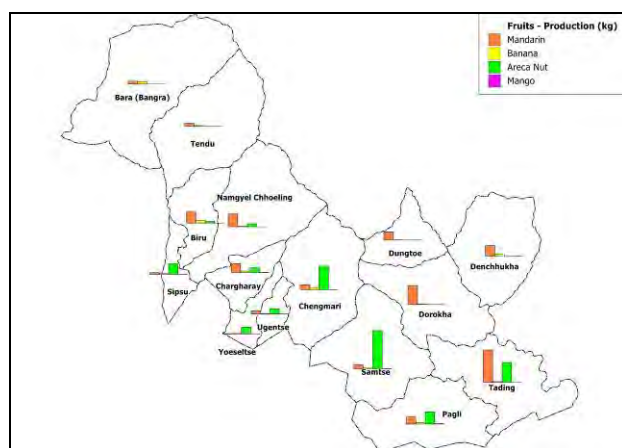 Fruits - Production (kg)
Mandarin
Banana
Areca Nut
Mango
Bara (Bangra)
Tendu
Namgyel Chhoeling
Biru
Dungtoe
Denchhukha
Sipsu
Chargharay
Chengmari
Dorokha
Ugentse
Yoeseltse
Samtse
Tading
Pagli